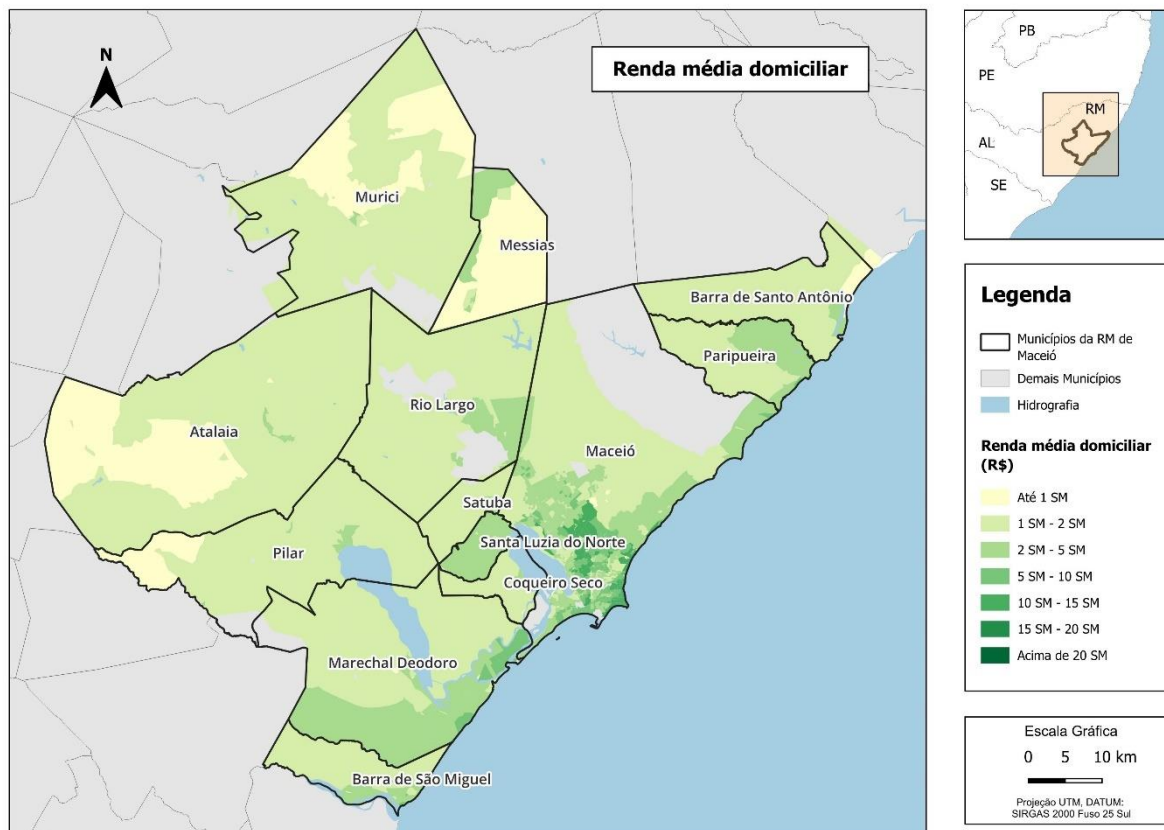 N
Renda média domiciliar
Murici
Messias
Barra de Santo Antônio
Paripueira
Rio Largo
Atalaia
Maceió
Satuba
Santa Luzia do Norte
Pilar
Coqueiro Seco
Marechal Deodoro
Barra de São Miguel
PB
PE
RM
AL
SE
Legenda
Municípios da RM de
Maceió
Demais Municípios
Hidrografia
Renda média domiciliar
(R$)
Até 1 SM
1 SM - 2 SM
2 SM - 5 SM
5 SM - 10 SM
10 SM - 15 SM
15 SM - 20 SM
Acima de 20 SM
Escala Gráfica
0 5 10 km
Projeção UTM, DATUM:
SIRGAS 2000 Fuso 25 Sul